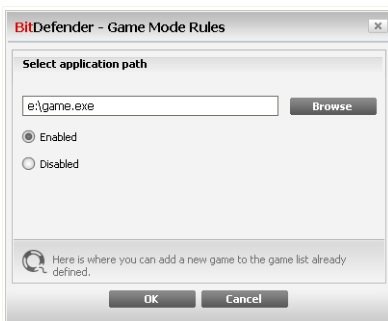 BitDefender - Game Mode Rules
Select application path
e:\game.exe
Browse
Enabled
Disabled
Here is where you can add a new game to the game list already
defined.
OK
Cancel